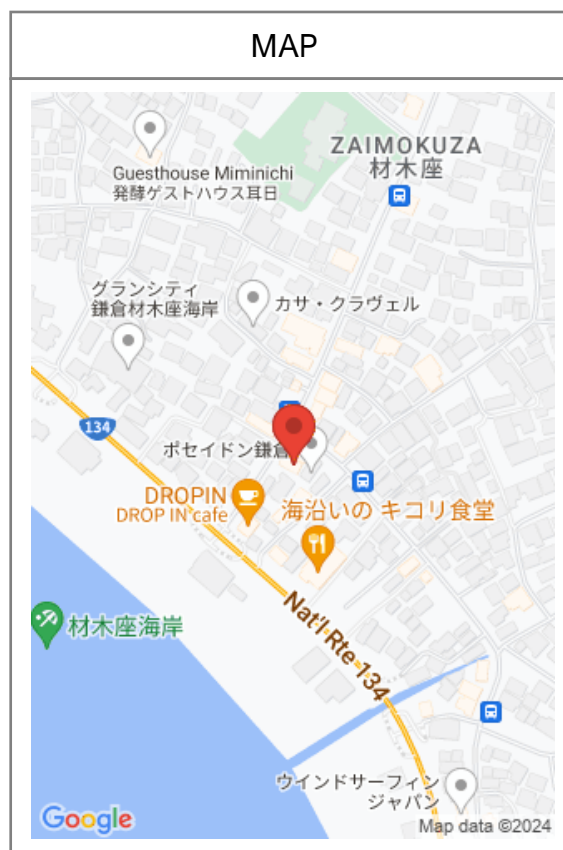 MAP
ZAIMOKUZA
材木座
Guesthouse Miminichi
発酵ゲストハウス耳日
グランシティ
鎌倉材木座海岸
カサ・クラヴェル
134
ポセイドン鎌倉
DROPIN
DROP IN cafe
海沿いの キコリ食堂
材木座海岸
Nat'l Rte 134
ウインドサーフィン
ジャパン
Google
Map data ©2024